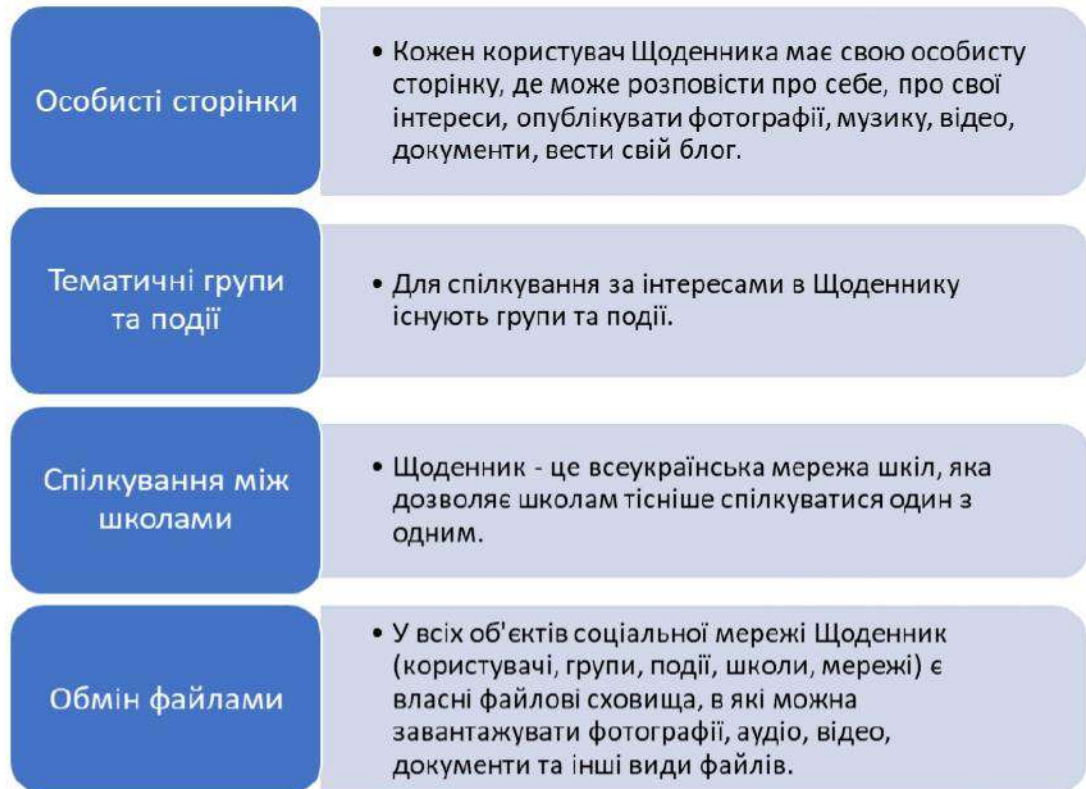 Особисті сторінки
• Кожен користувач Щоденника має свою особисту
сторінку, де може розповісти про себе, про свої
інтереси, опублікувати фотографії, музику, відео,
документи, вести свій блог.
Тематичні групи
та події
• Для спілкування за інтересами в Щоденнику
існують групи та події.
Спілкування між
школами
• Щоденник - це всеукраїнська мережа шкіл, яка
дозволяє школам тісніше спілкуватися один з
одним.
Обмін файлами
• У всіх об'єктів соціальної мережі Щоденник
(користувачі, групи, події, школи, мережі) є
власні файлові сховища, в які можна
завантажувати фотографії, аудіо, відео,
документи та інші види файлів.